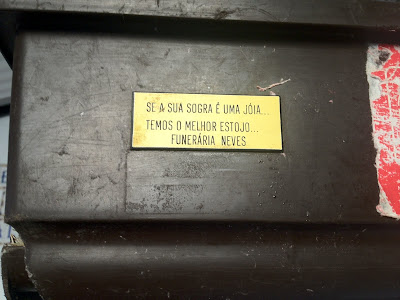 SE A SUA SOGRA É UMA JÓIA...
TEMOS O MELHOR ESTOJO...
FUNERÁRIA NEVES